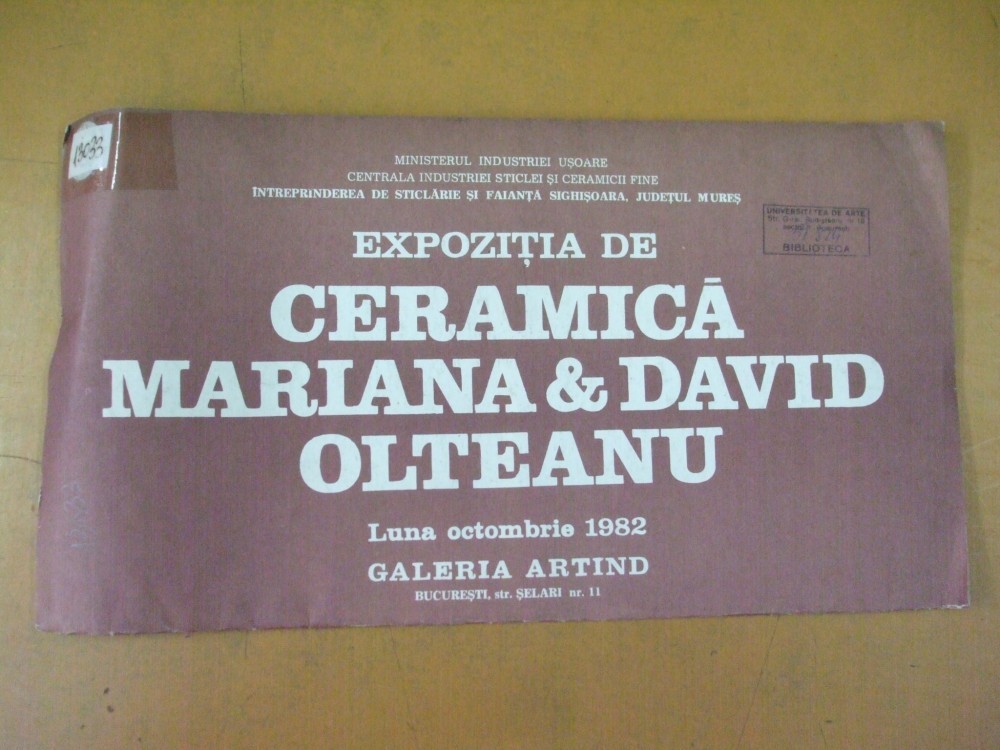 18033
MINISTERUL INDUSTRIEI UȘOARE
CENTRALA INDUSTRIEI STICLEI ȘI CERAMICII FINE
ÎNTREPRINDEREA DE STICLĂRIE ȘI FAIANȚĂ SIGHIȘOARA, JUDEȚUL MUREȘ
UNIVERSITATEA DE ARTE
BIBLIOTECA
EXPOZIȚIA DE
CERAMICĂ
MARIANA & DAVID
OLTEANU
Luna octombrie 1982
GALERIA ARTIND
BUCUREȘTI, str. ȘELARI nr. 11